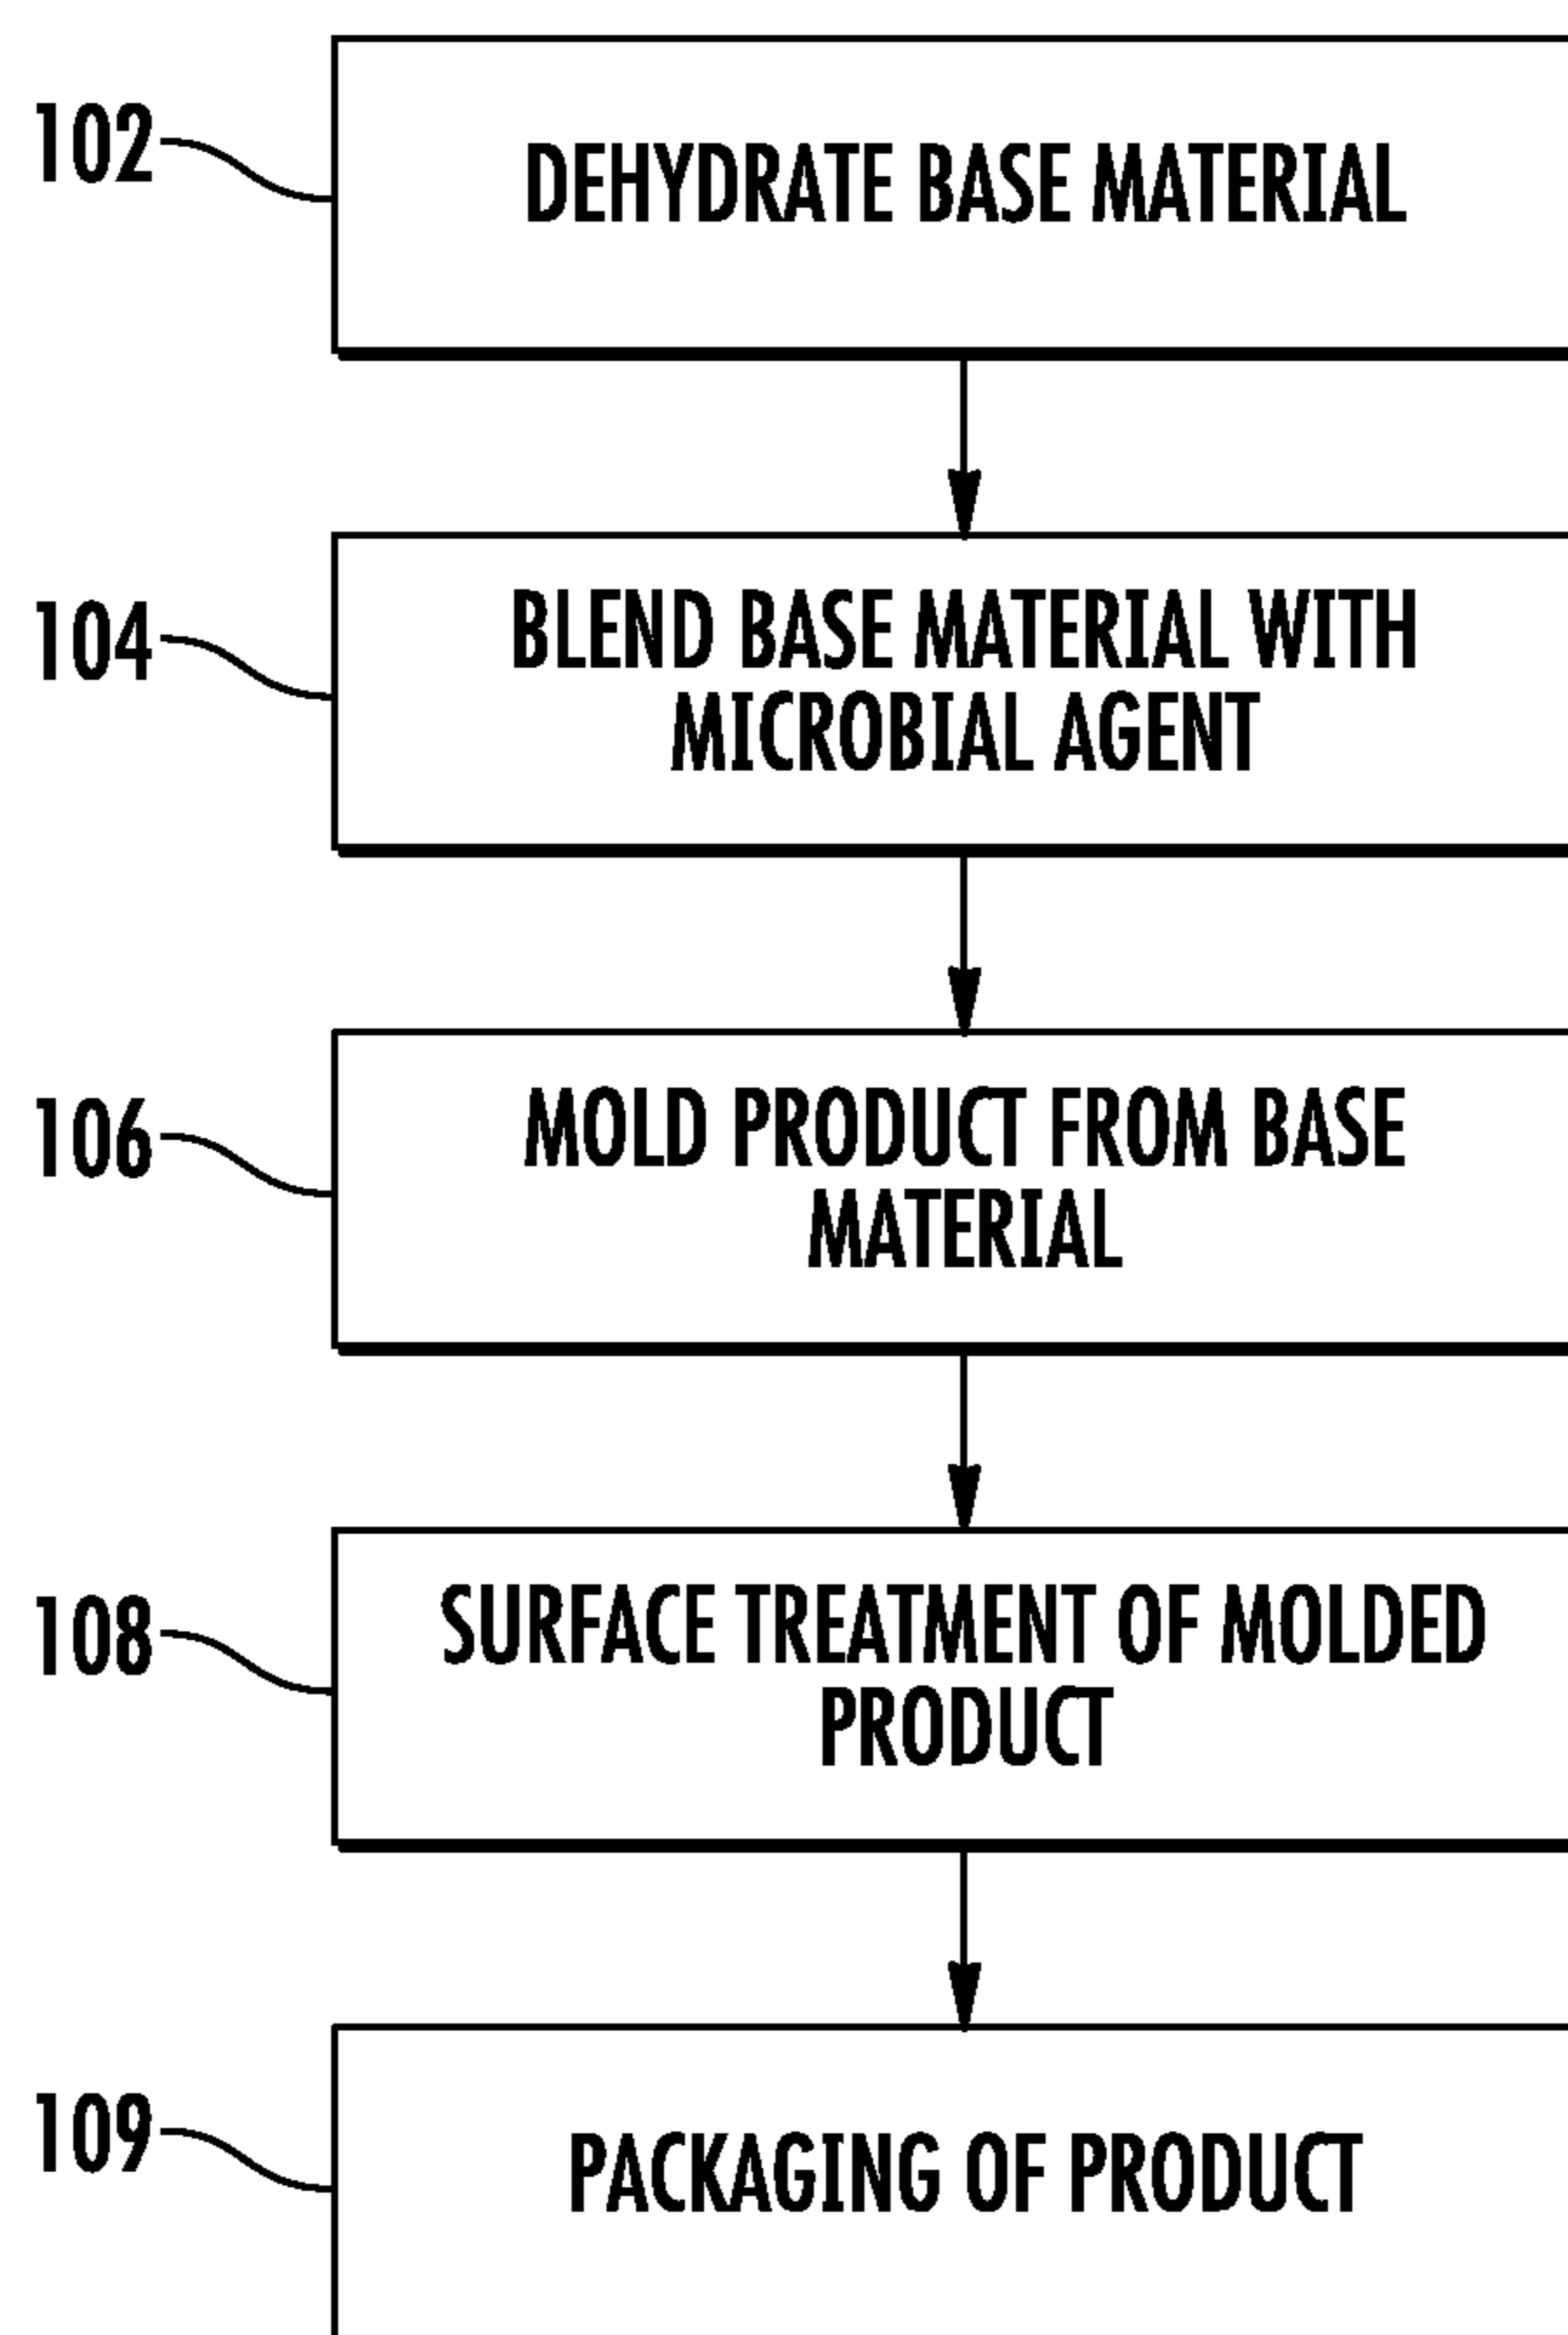 102
DEHYDRATE BASE MATERIAL
104
BLEND BASE MATERIAL WITH
MICROBIAL AGENT
106
MOLD PRODUCT FROM BASE
MATERIAL
108
SURFACE TREATMENT OF MOLDED
PRODUCT
109
PACKAGING OF PRODUCT